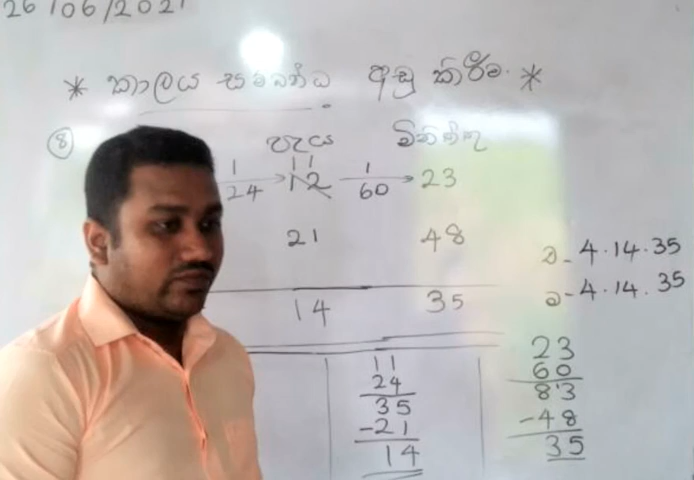 26/06/2021
* කාලය සම්බන්ධ අඩු කිරීම. *
8 පැය මිනිත්තු
1 11 1
24 12 60 23
21 48
ව - 4.14.35
ම - 4.14.35
14 35
11 23
24 60
35 83
-21 -48
14 35